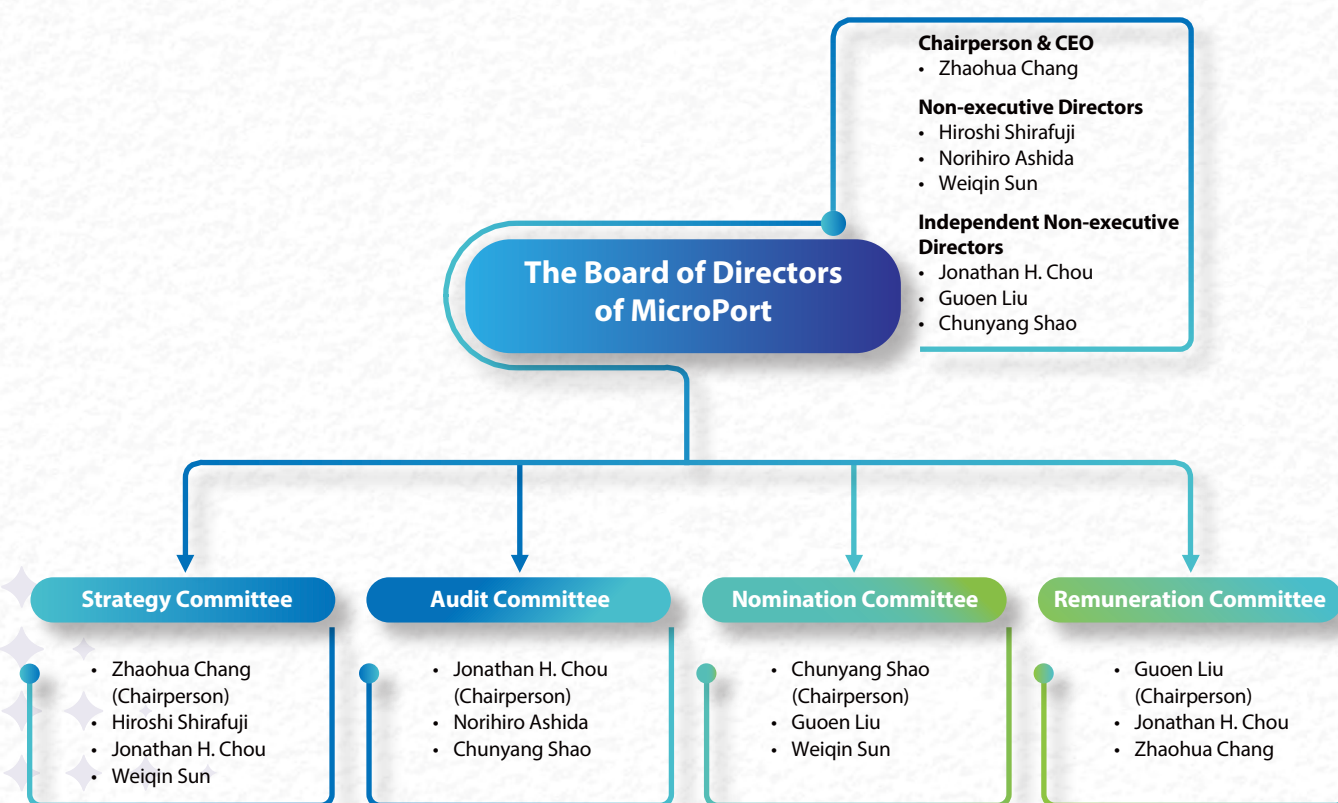 Chairperson & CEO
• Zhaohua Chang
Non-executive Directors
• Hiroshi Shirafuji
• Norihiro Ashida
• Weiqin Sun
Independent Non-executive
Directors
• Jonathan H. Chou
• Guoen Liu
• Chunyang Shao
The Board of Directors
of MicroPort
Strategy Committee
• Zhaohua Chang
(Chairperson)
• Hiroshi Shirafuji
• Jonathan H. Chou
• Weiqin Sun
Audit Committee
• Jonathan H. Chou
(Chairperson)
• Norihiro Ashida
• Chunyang Shao
Nomination Committee
• Chunyang Shao
(Chairperson)
• Guoen Liu
• Weiqin Sun
Remuneration Committee
• Guoen Liu
(Chairperson)
• Jonathan H. Chou
• Zhaohua Chang